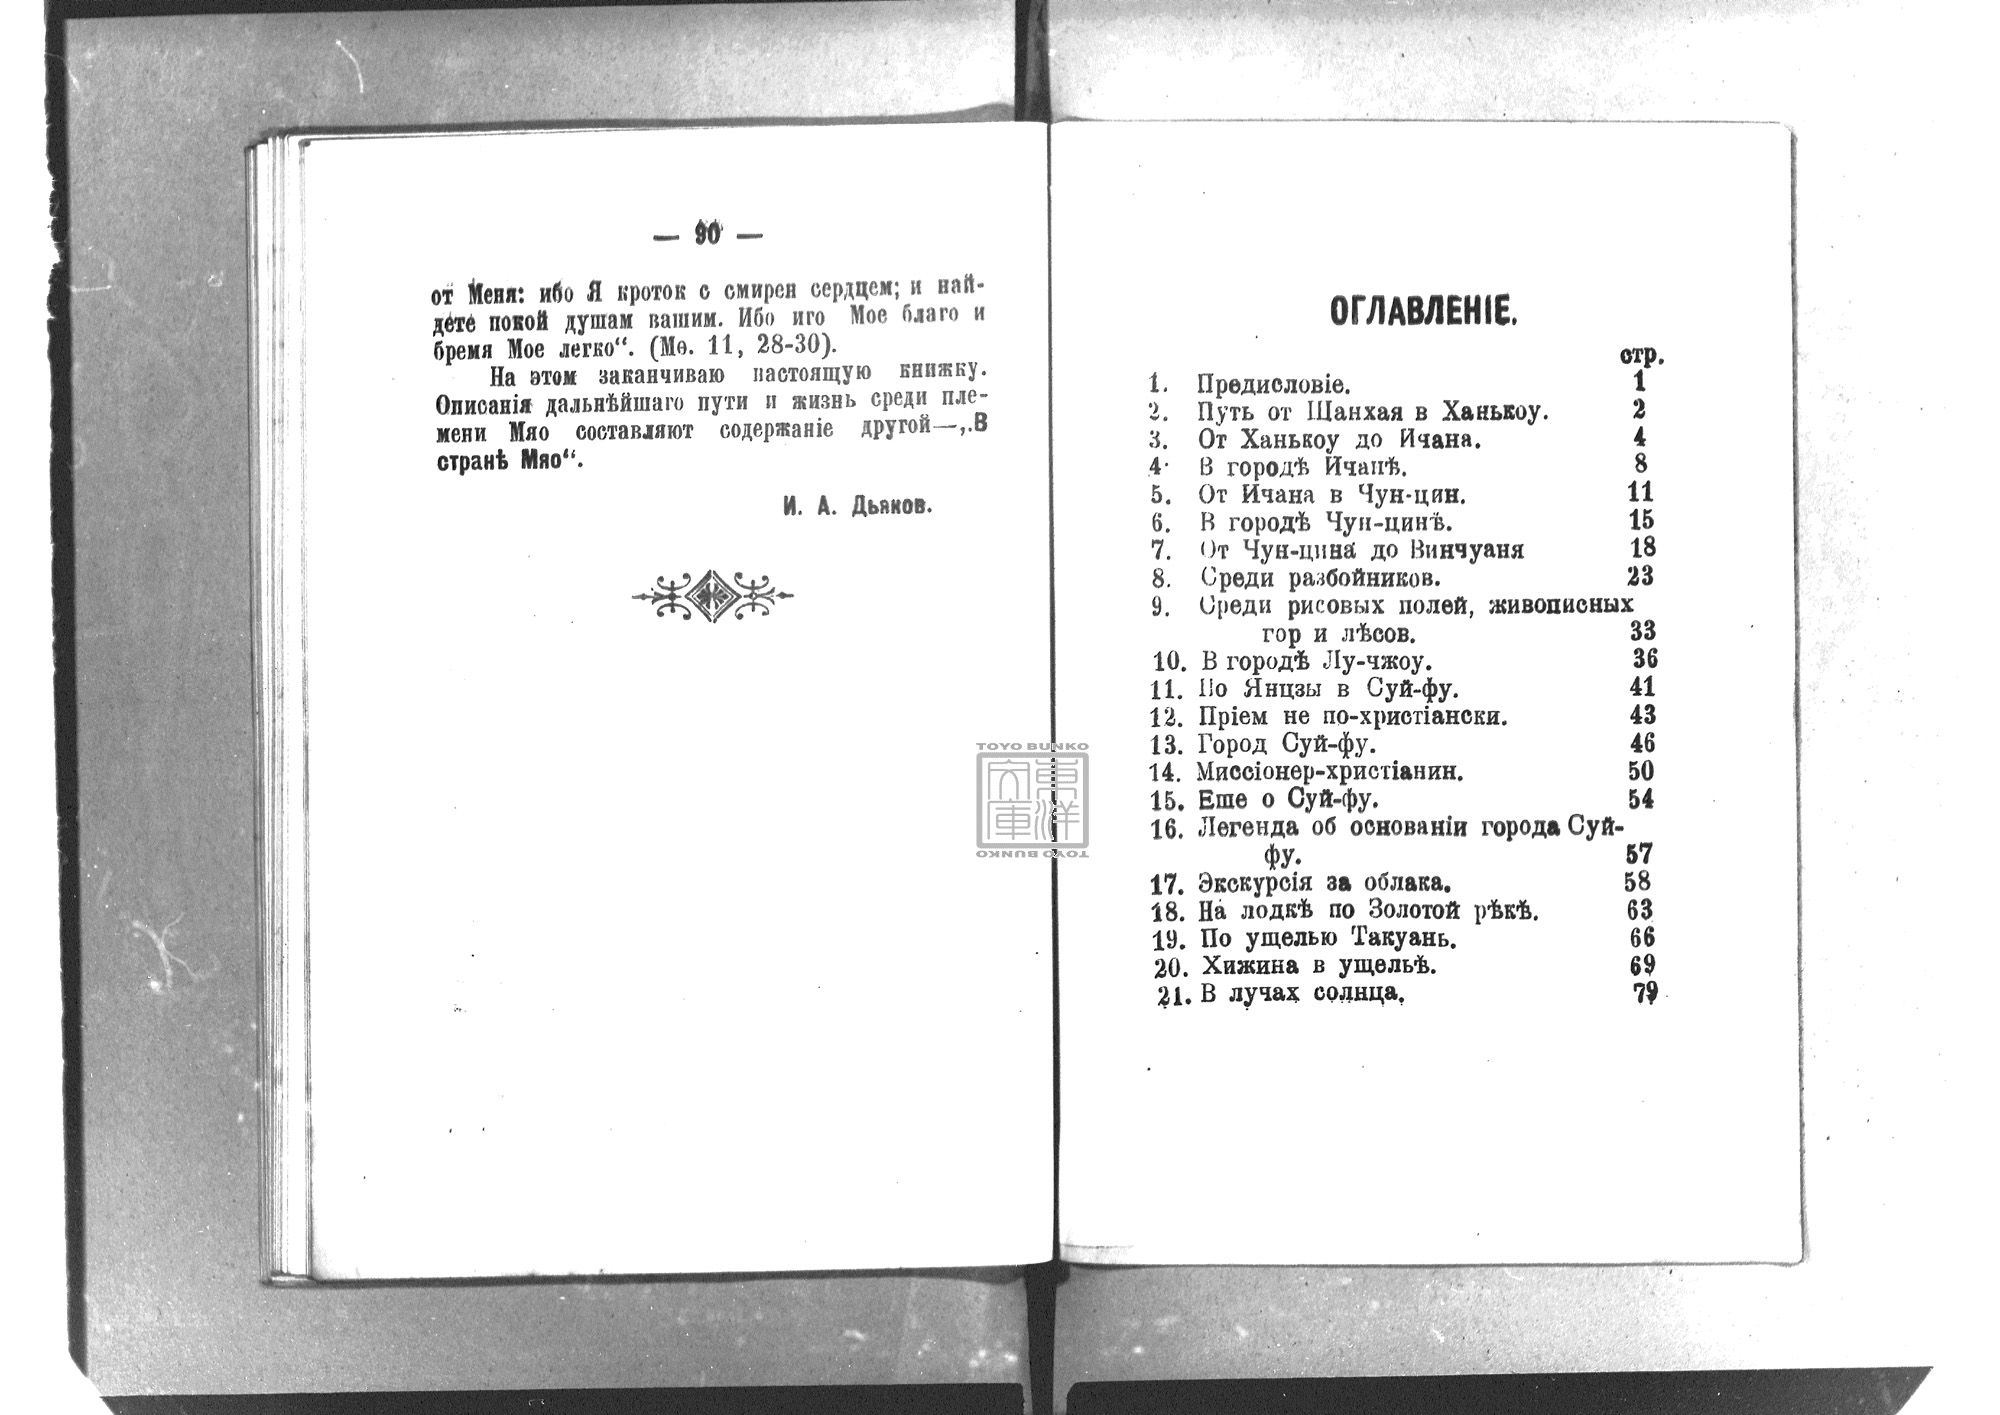 — 90 —
от Меня: ибо Я кроток с смирен сердцем; и най-
дете покой душам вашим. Ибо иго Мое благо и
бремя Мое легко“. (Мѳ. 11, 28-30).
На этом заканчиваю настоящую книжку.
Описанія дальнѣйшаго пути и жизнь среди пле-
мени Мяо составляют содержаніе другой—„В
странѣ Мяо“.
И. А. Дьяков.
ОГЛАВЛЕНІЕ.
стр.
1. Предисловіе. 1
2. Путь от Шанхая в Ханькоу. 2
3. От Ханькоу до Ичана. 4
4. В городѣ Ичанѣ. 8
5. От Ичана в Чун-цин. 11
6. В городѣ Чун-цинѣ. 15
7. От Чун-цина до Винчуаня 18
8. Среди разбойников. 23
9. Среди рисовых полей, живописных
гор и лѣсов. 33
10. В городѣ Лу-чжоу. 36
11. По Янцзы в Суй-фу. 41
12. Пріем не по-христіански. 43
13. Город Суй-фу. 46
14. Миссіонер-христіанин. 50
15. Еше о Суй-фу. 54
16. Легенда об основаніи города Суй-
фу. 57
17. Экскурсія за облака. 58
18. На лодкѣ по Золотой рѣкѣ. 63
19. По ущелью Такуань. 66
20. Хижина в ущельѣ. 69
21. В лучах солнца. 79
TOYO BUNKO
東洋文庫
TOYO BUNKO